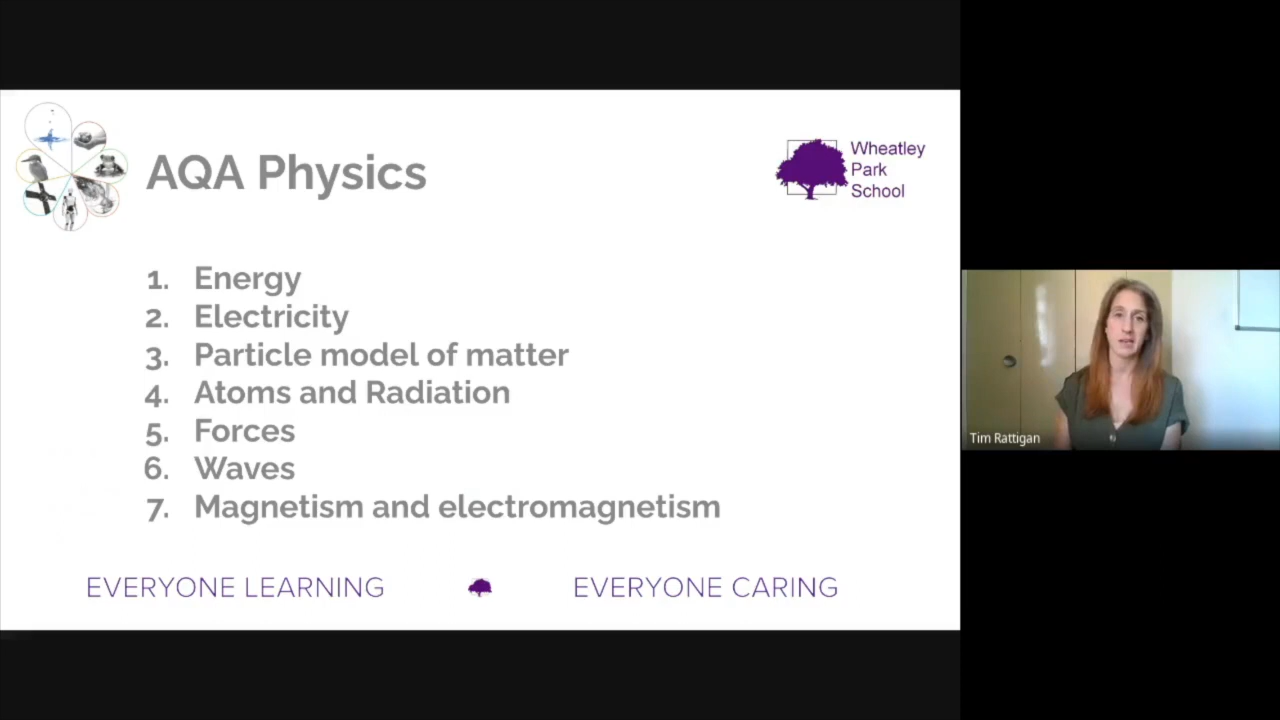 AQA Physics
Wheatley
Park
School
1. Energy
2. Electricity
3. Particle model of matter
4. Atoms and Radiation
5. Forces
6. Waves
7. Magnetism and electromagnetism
EVERYONE LEARNING EVERYONE CARING
Tim Rattigan